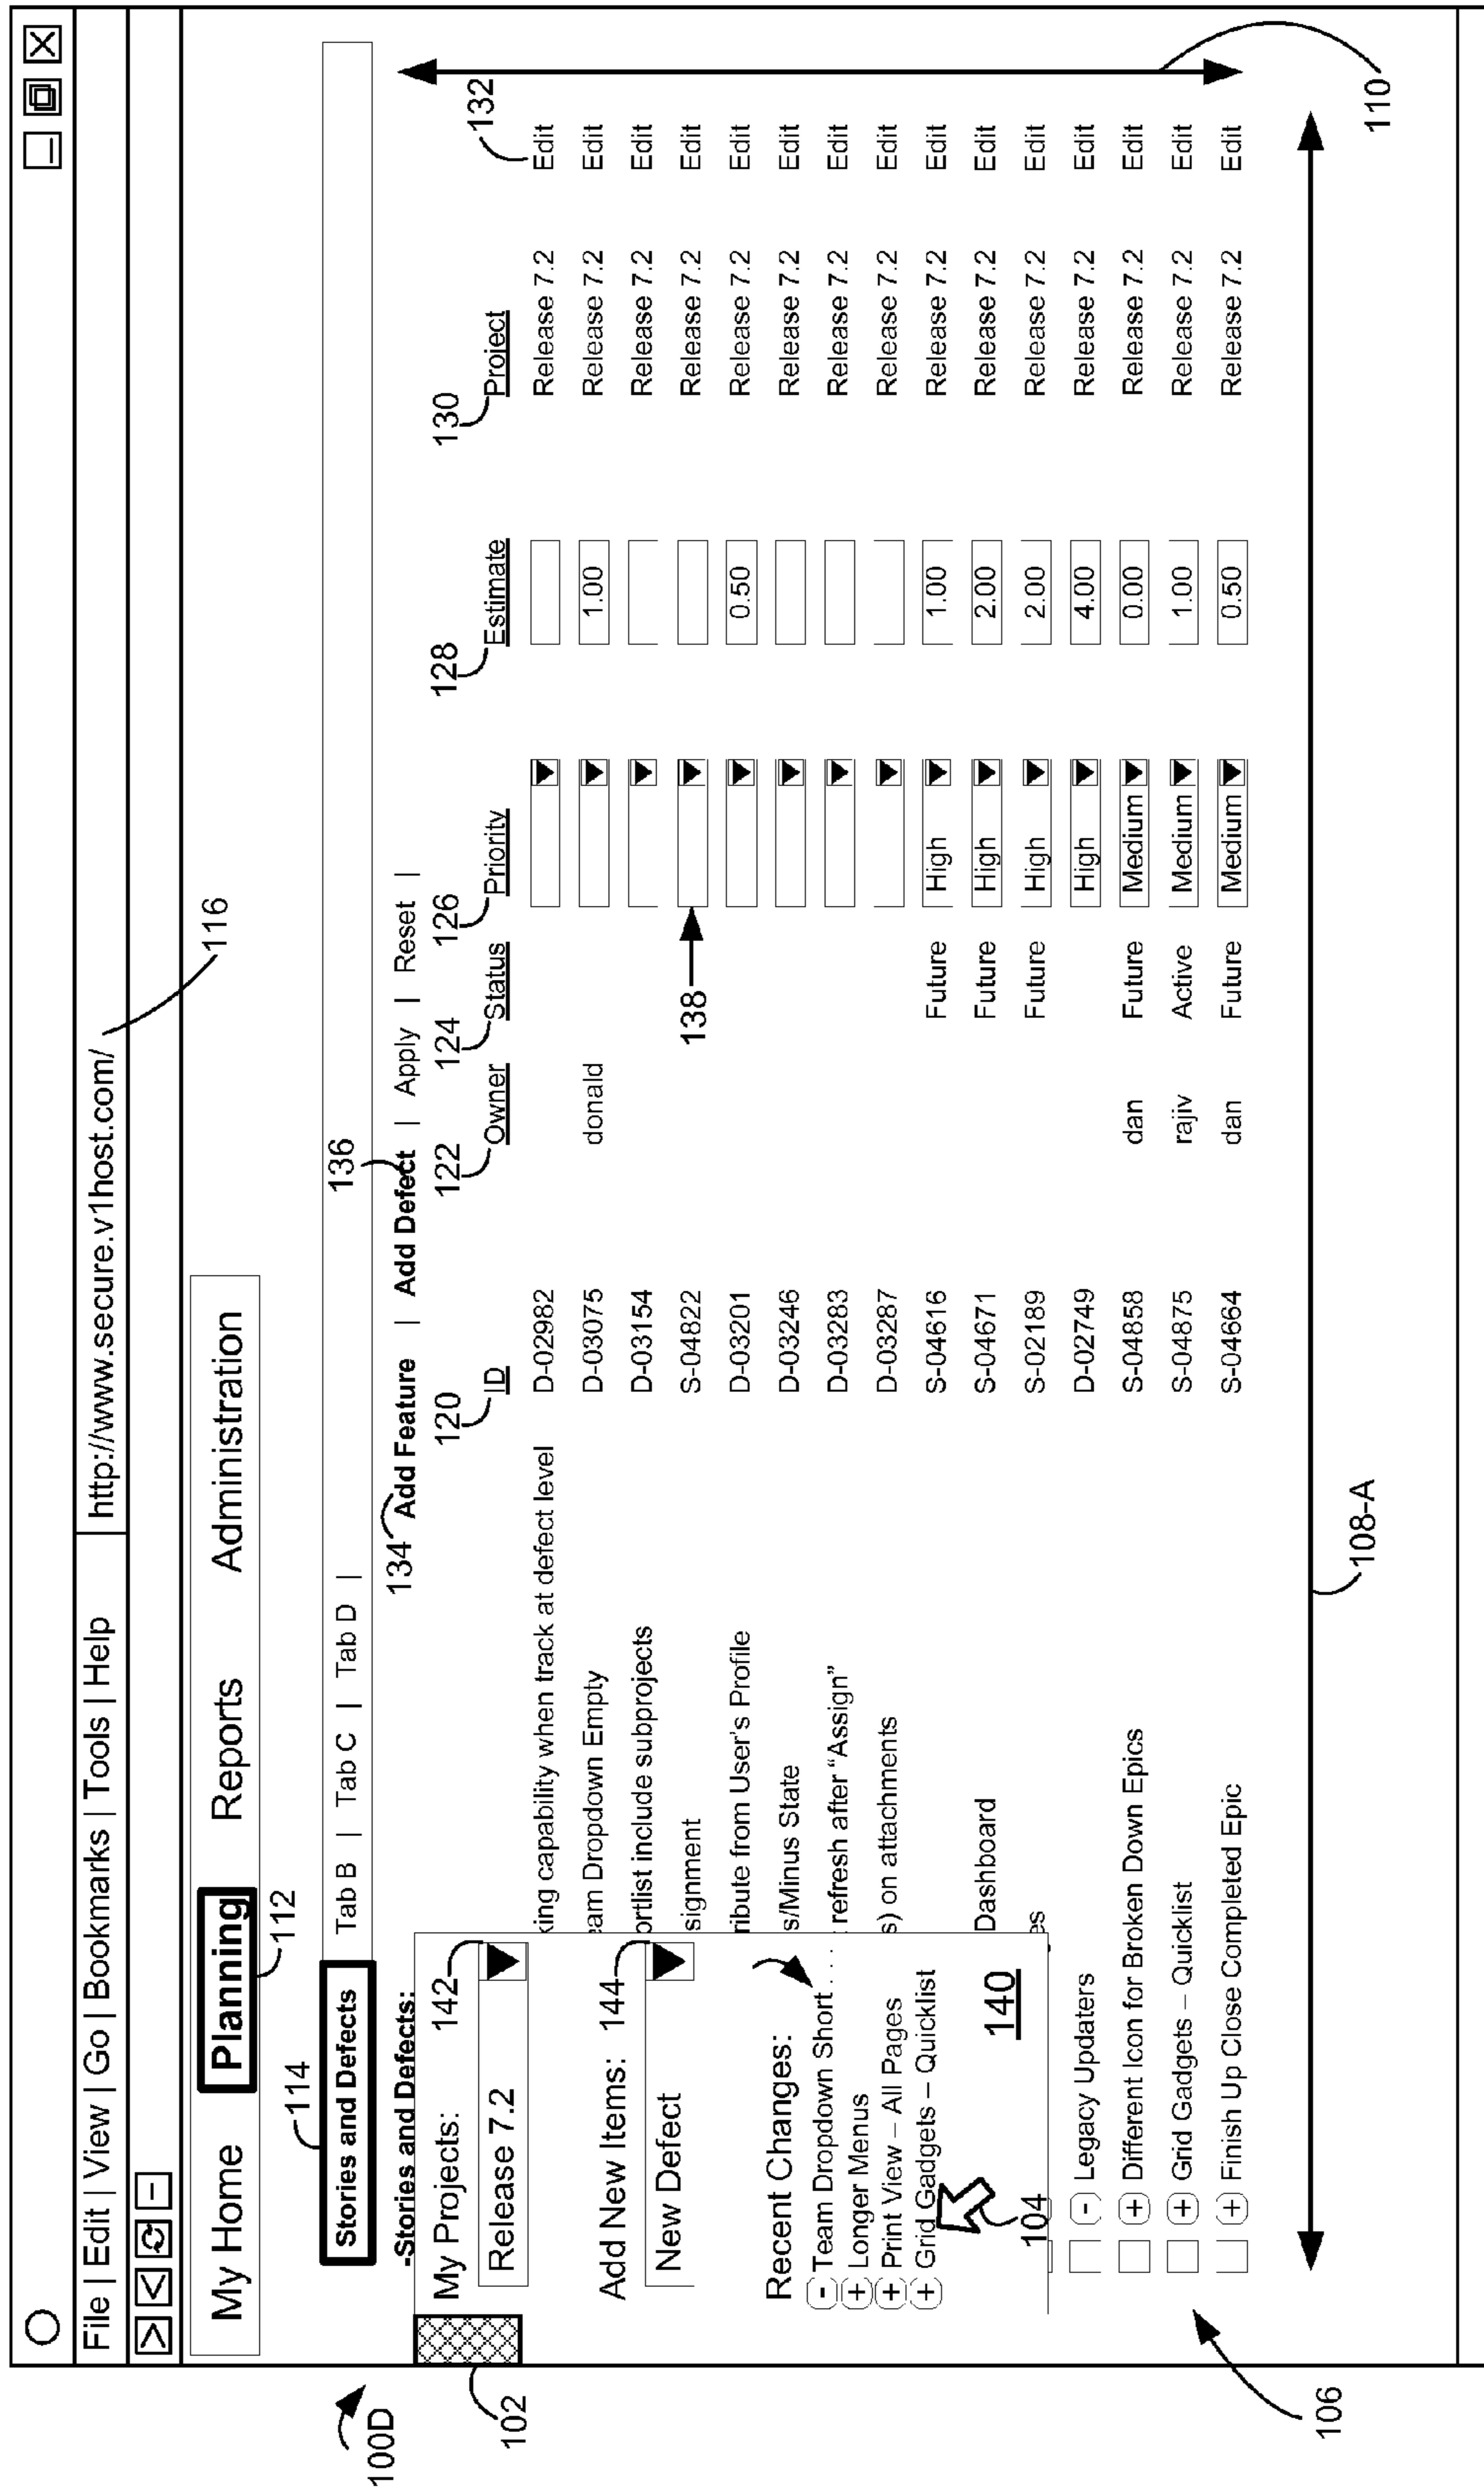 File | Edit | View | Go | Bookmarks | Tools | Help http://www.secure.v1host.com/
116
My Home Planning Reports Administration
112
114
Stories and Defects Tab B | Tab C | Tab D |
136
100D
-Stories and Defects:
134 Add Feature | Add Defect | Apply | Reset |
120 122 124 126 128 130 132
ID Owner Status Priority Estimate Project
102
My Projects: 142
Release 7.2
Add New Items: 144
New Defect
Recent Changes:
(-) Team Dropdown Short . . .
(+) Longer Menus
(+) Print View – All Pages
(+) Grid Gadgets – Quicklist
140
104
king capability when track at defect level D-02982 Release 7.2 Edit
eam Dropdown Empty D-03075 donald 1.00 Release 7.2 Edit
ortlist include subprojects D-03154 Release 7.2 Edit
signment S-04822 Release 7.2 Edit
138
ribute from User's Profile D-03201 0.50 Release 7.2 Edit
s/Minus State D-03246 Release 7.2 Edit
refresh after “Assign” D-03283 Release 7.2 Edit
s) on attachments D-03287 Release 7.2 Edit
S-04616 Future High 1.00 Release 7.2 Edit
Dashboard S-04671 Future High 2.00 Release 7.2 Edit
es S-02189 Future High 2.00 Release 7.2 Edit
(-) Legacy Updaters D-02749 High 4.00 Release 7.2 Edit
(+) Different Icon for Broken Down Epics S-04858 dan Future Medium 0.00 Release 7.2 Edit
(+) Grid Gadgets – Quicklist S-04875 rajiv Active Medium 1.00 Release 7.2 Edit
(+) Finish Up Close Completed Epic S-04664 dan Future Medium 0.50 Release 7.2 Edit
106
108-A
110